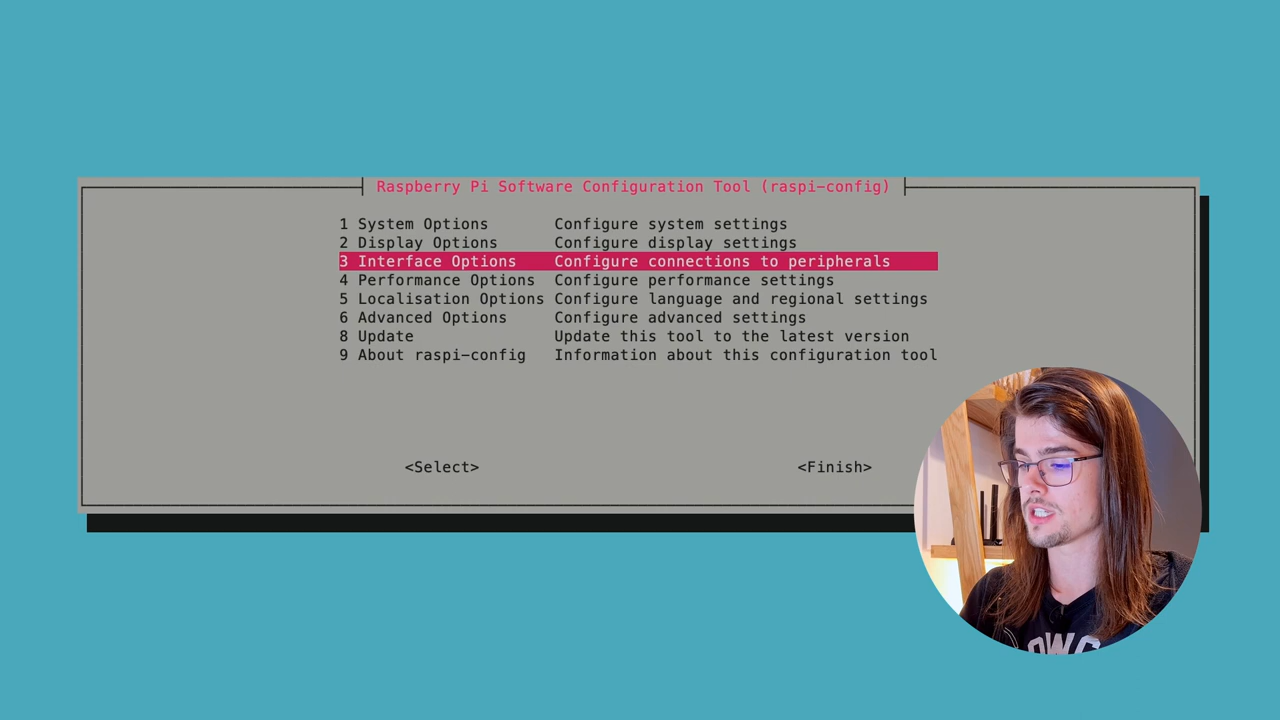 Raspberry Pi Software Configuration Tool (raspi-config)
1 System Options Configure system settings
2 Display Options Configure display settings
3 Interface Options Configure connections to peripherals
4 Performance Options Configure performance settings
5 Localisation Options Configure language and regional settings
6 Advanced Options Configure advanced settings
8 Update Update this tool to the latest version
9 About raspi-config Information about this configuration tool
<Select> <Finish>